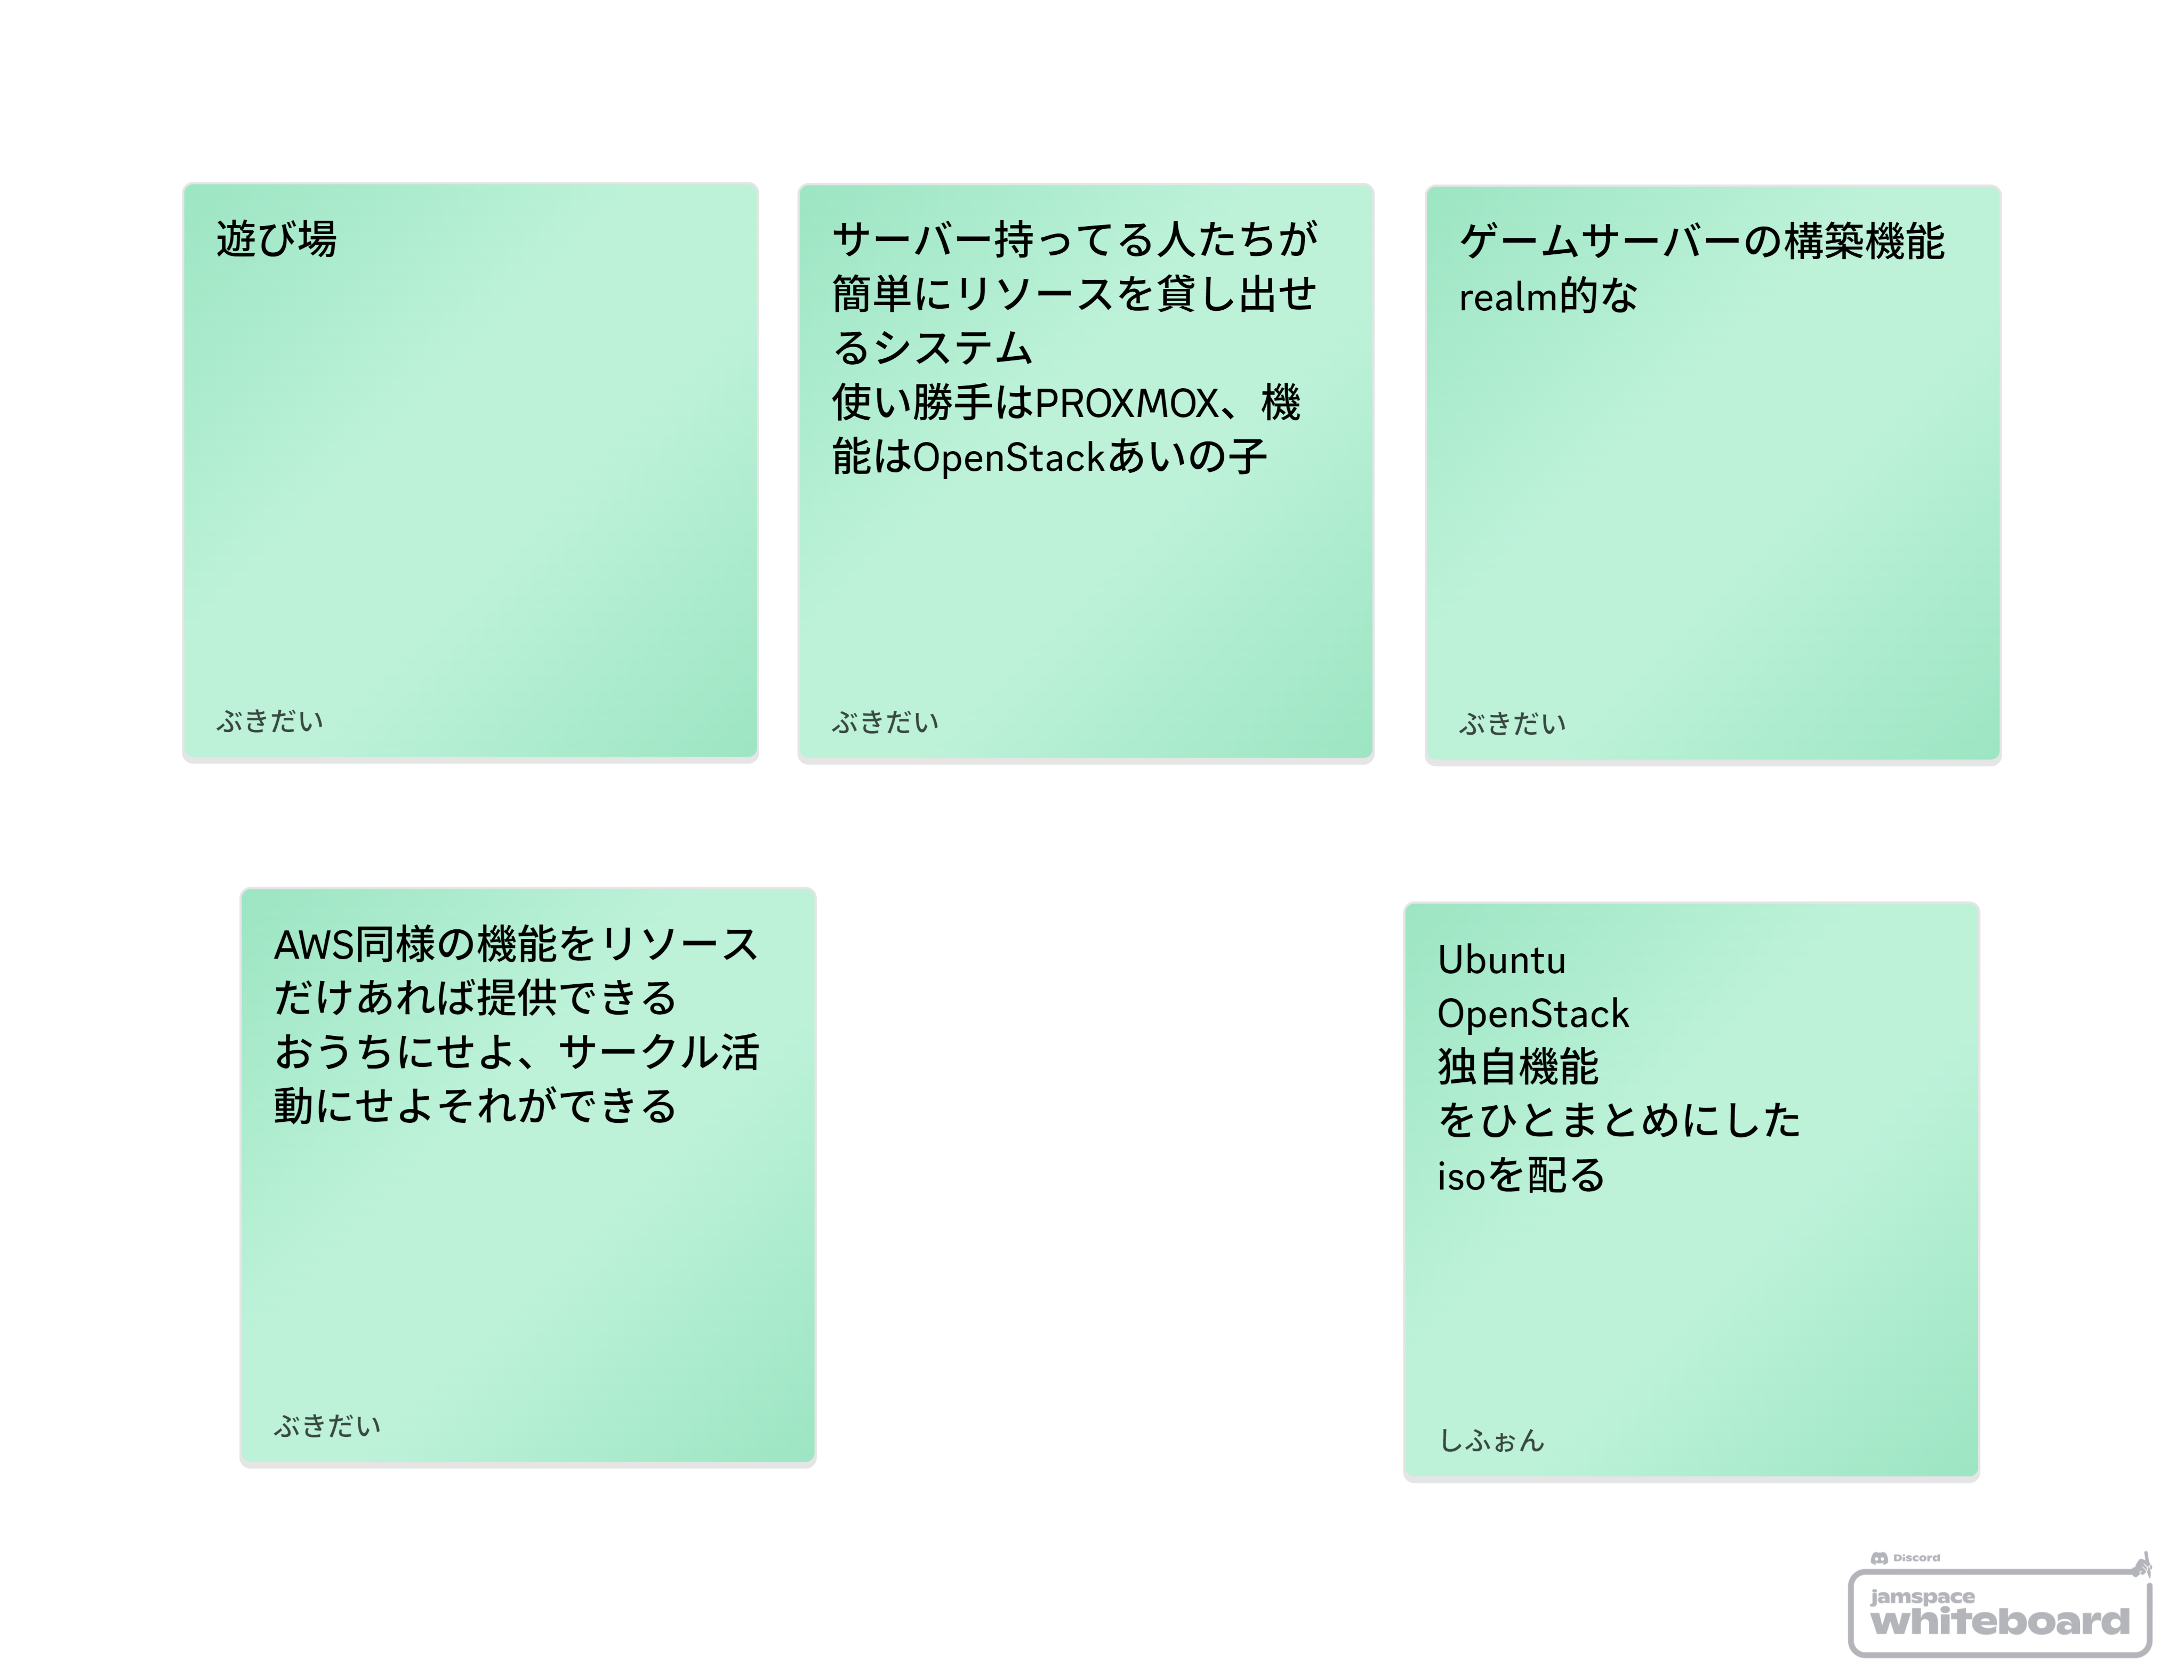 遊び場
ぶきだい
サーバー持ってる人たちが
簡単にリソースを貸し出せ
るシステム
使い勝手はPROXMOX、機
能はOpenStackあいの子
ぶきだい
ゲームサーバーの構築機能
realm的な
ぶきだい
AWS同様の機能をリソース
だけあれば提供できる
おうちにせよ、サークル活
動にせよそれができる
ぶきだい
Ubuntu
OpenStack
独自機能
をひとまとめにした
isoを配る
しふぉん
Discord
jamspace
whiteboard